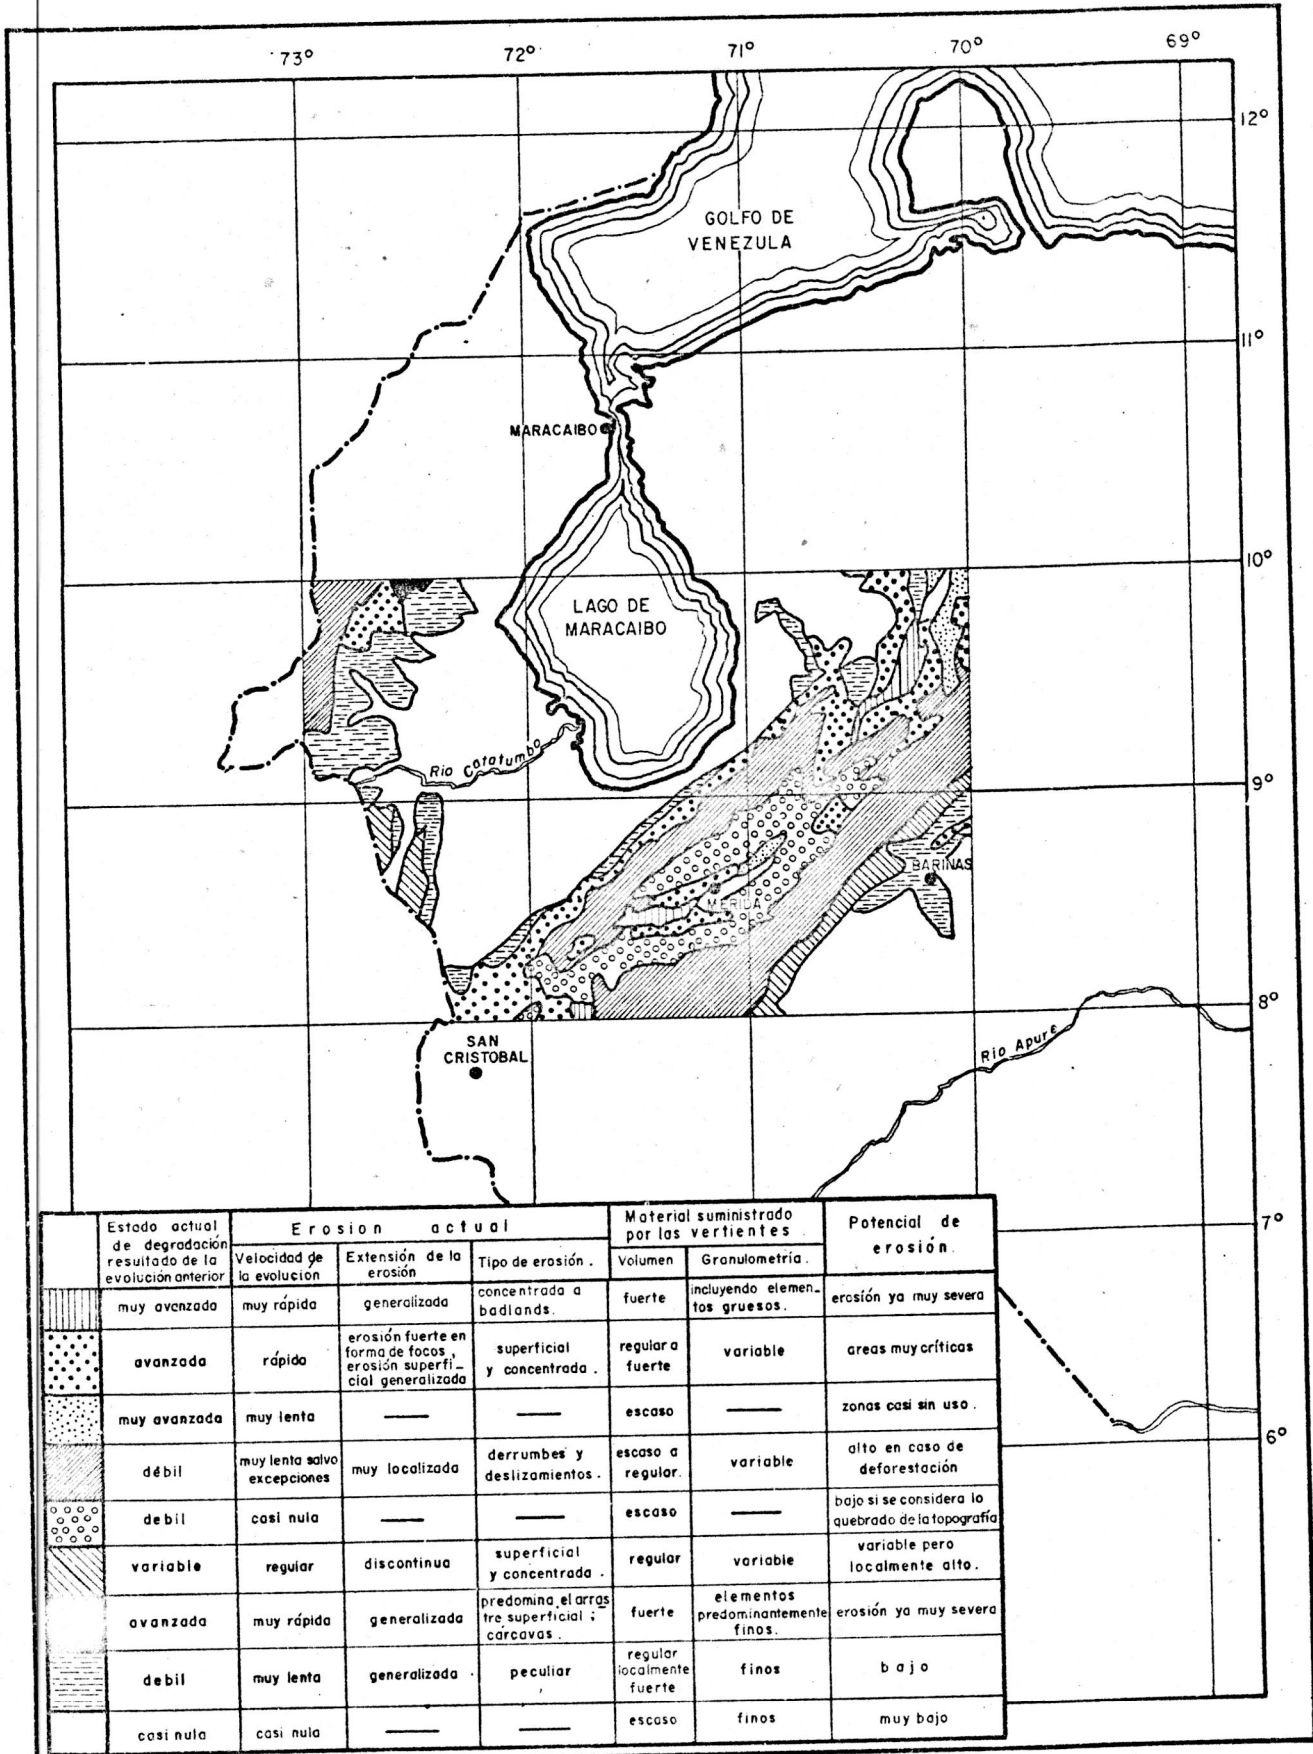 73° 72° 71° 70° 69°
12°
GOLFO DE
VENEZULA
11°
MARACAIBO
10°
LAGO DE
MARACAIBO
Rio Catatumbo
9°
BARINAS
MERIDA
8°
SAN
CRISTOBAL
Rio Apure
7°
6°
Estado actual
de degradación
resultado de la
evolución anterior
Erosion actual
Velocidad de
la evolucion
Extensión de la
erosión
Tipo de erosión.
Material suministrado
por las vertientes.
Volumen
Granulometría.
Potencial de
erosión.
muy avanzada
muy rápida
generalizada
concentrada a
badlands.
fuerte
incluyendo elemen-
tos gruesos.
erosión ya muy severa
avanzada
rápida
erosión fuerte en
forma de focos,
erosión superfi-
cial generalizada
superficial
y concentrada.
regular a
fuerte
variable
areas muy críticas
muy avanzada
muy lenta
escaso
zonas casi sin uso.
débil
muy lenta salvo
excepciones
muy localizada
derrumbes y
deslizamientos.
escaso a
regular.
variable
alto en caso de
deforestación
debil
casi nula
escaso
bajo si se considera lo
quebrado de la topografía
variable
regular
discontinua
superficial
y concentrada.
regular
variable
variable pero
localmente alto.
avanzada
muy rápida
generalizada
predomina el arras
tre superficial;
cárcavas.
fuerte
elementos
predominantemente
finos.
erosión ya muy severa
debil
muy lenta
generalizada
peculiar
regular
localmente
fuerte
finos
bajo
casi nula
casi nula
escaso
finos
muy bajo